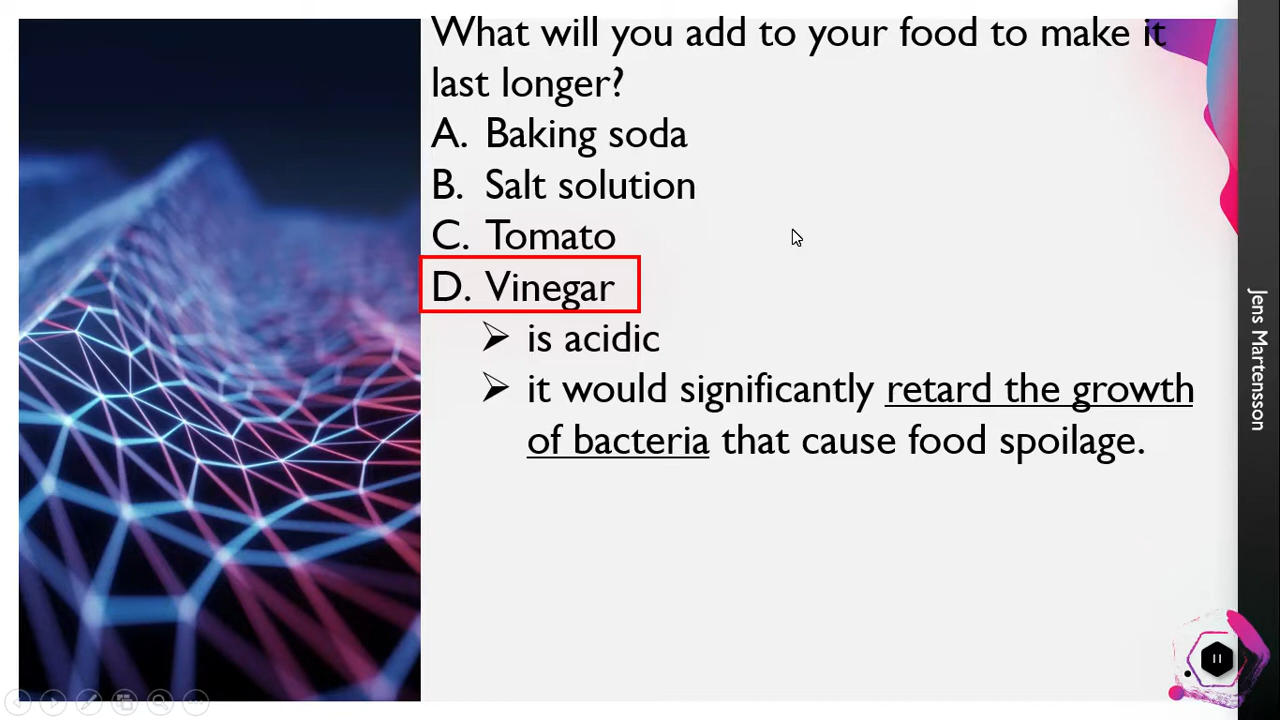 What will you add to your food to make it
last longer?
A. Baking soda
B. Salt solution
C. Tomato
D. Vinegar
➢ is acidic
➢ it would significantly retard the growth
of bacteria that cause food spoilage.
Jens Martensson
11